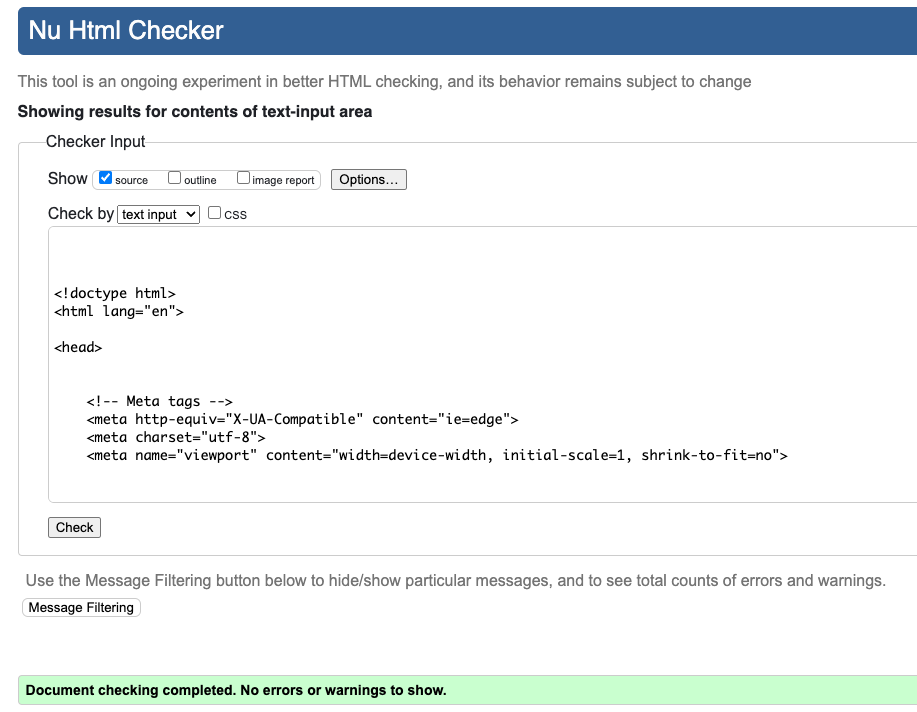 Nu Html Checker
This tool is an ongoing experiment in better HTML checking, and its behavior remains subject to change
Showing results for contents of text-input area
Checker Input
Show source outline image report Options...
Check by text input css
<!doctype html>
<html lang="en">
<head>
<!-- Meta tags -->
<meta http-equiv="X-UA-Compatible" content="ie=edge">
<meta charset="utf-8">
<meta name="viewport" content="width=device-width, initial-scale=1, shrink-to-fit=no">
Check
Use the Message Filtering button below to hide/show particular messages, and to see total counts of errors and warnings.
Message Filtering
Document checking completed. No errors or warnings to show.